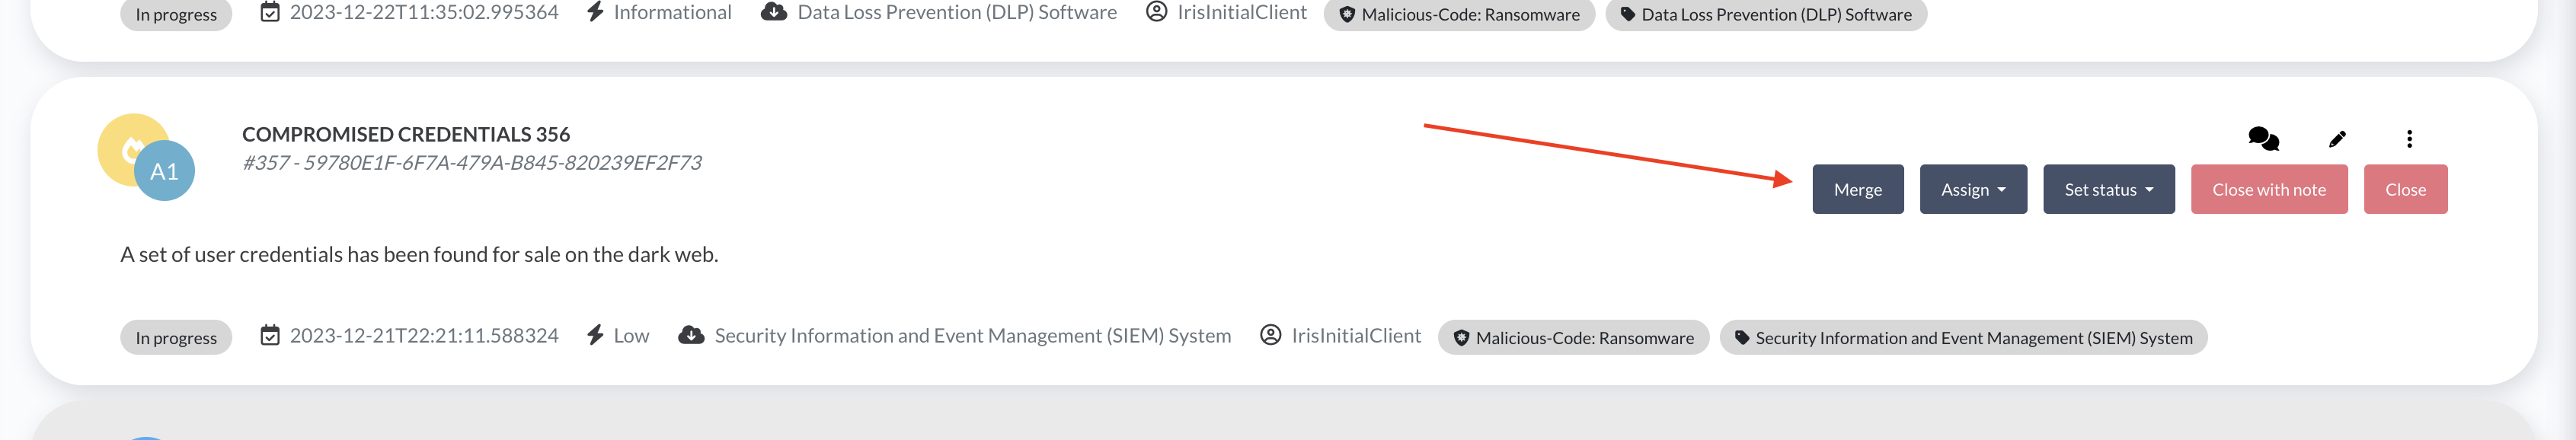 In progress 2023-12-22T11:35:02.995364 Informational Data Loss Prevention (DLP) Software IrisInitialClient Malicious-Code: Ransomware Data Loss Prevention (DLP) Software
A1
COMPROMISED CREDENTIALS 356
#357 - 59780E1F-6F7A-479A-B845-820239EF2F73
Merge Assign Set status Close with note Close
A set of user credentials has been found for sale on the dark web.
In progress 2023-12-21T22:21:11.588324 Low Security Information and Event Management (SIEM) System IrisInitialClient Malicious-Code: Ransomware Security Information and Event Management (SIEM) System